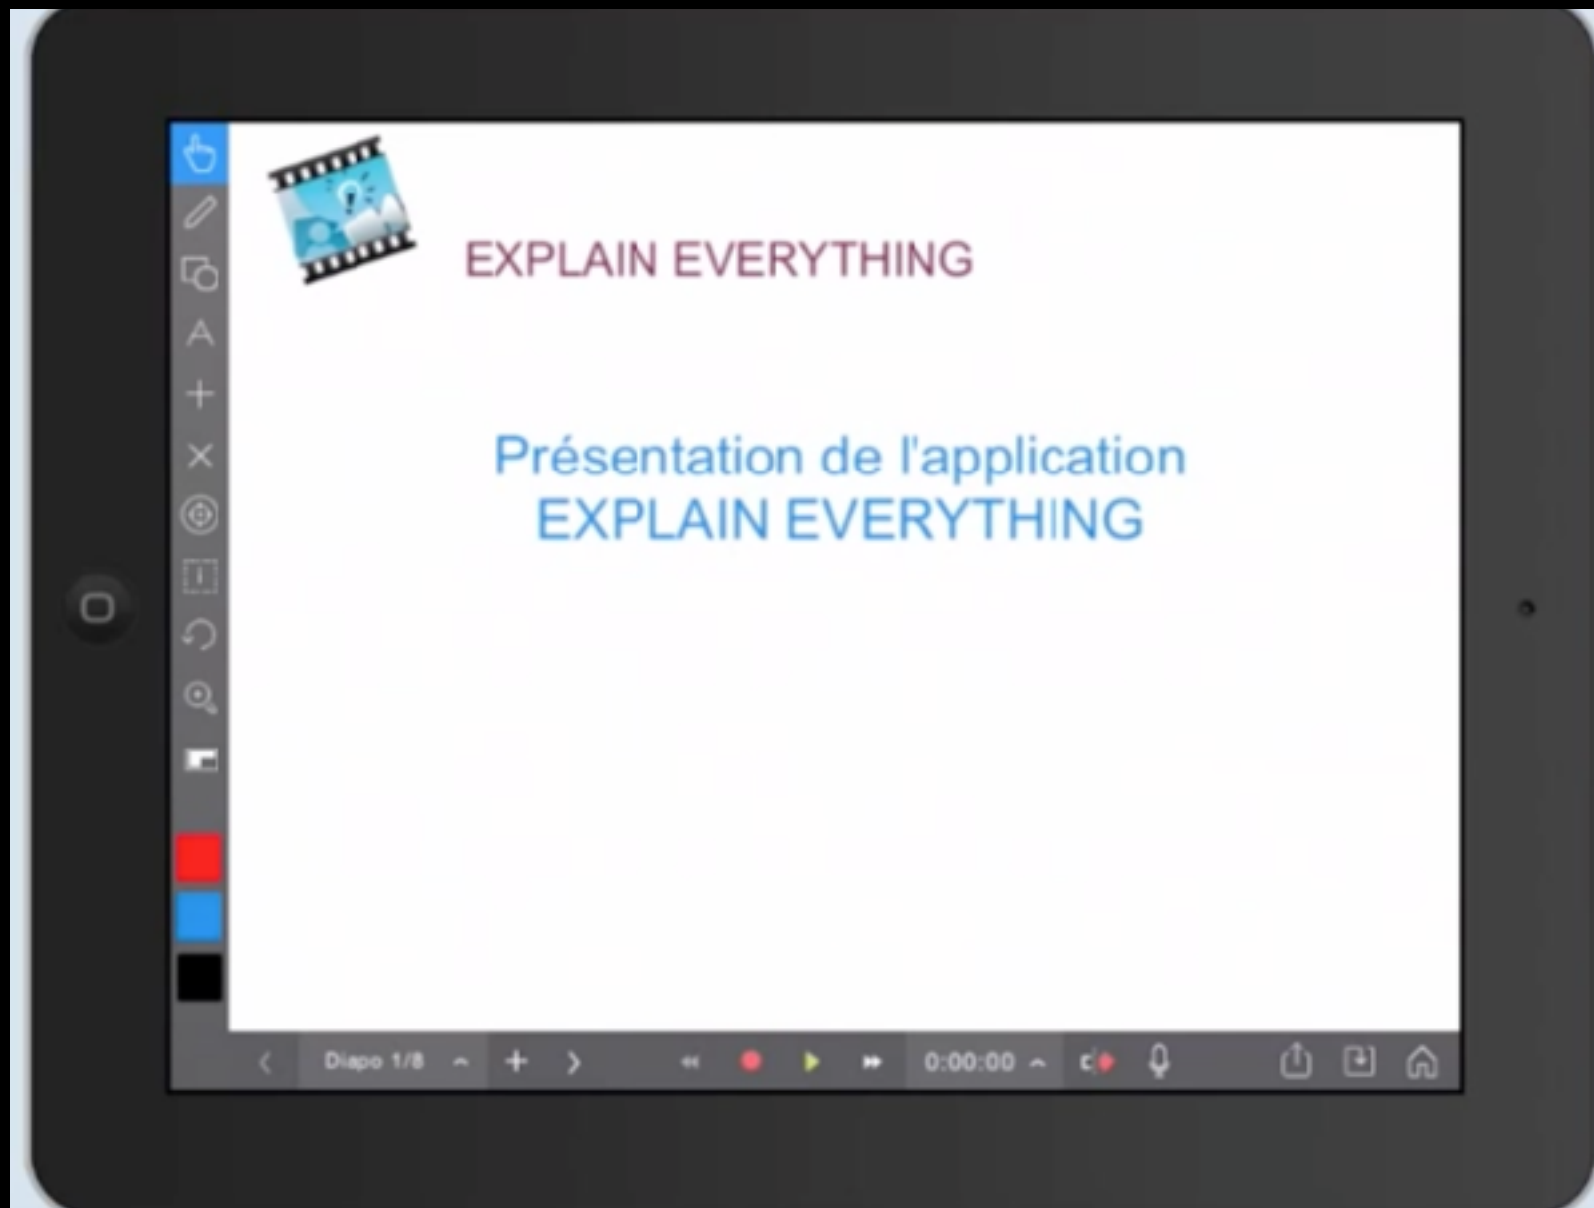 EXPLAIN EVERYTHING
Présentation de l'application
EXPLAIN EVERYTHING
Diapo 1/8
0:00:00